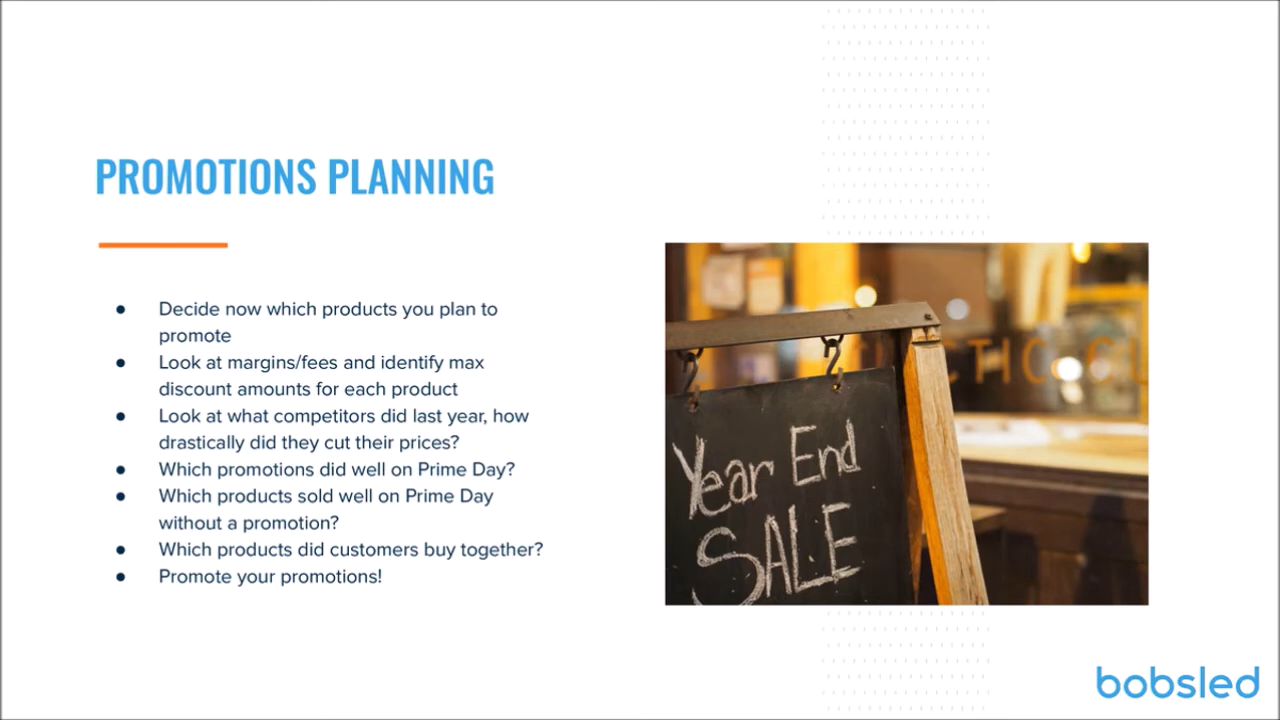 PROMOTIONS PLANNING
● Decide now which products you plan to
promote
● Look at margins/fees and identify max
discount amounts for each product
● Look at what competitors did last year, how
drastically did they cut their prices?
● Which promotions did well on Prime Day?
● Which products sold well on Prime Day
without a promotion?
● Which products did customers buy together?
● Promote your promotions!
Year End
SALE
bobsled